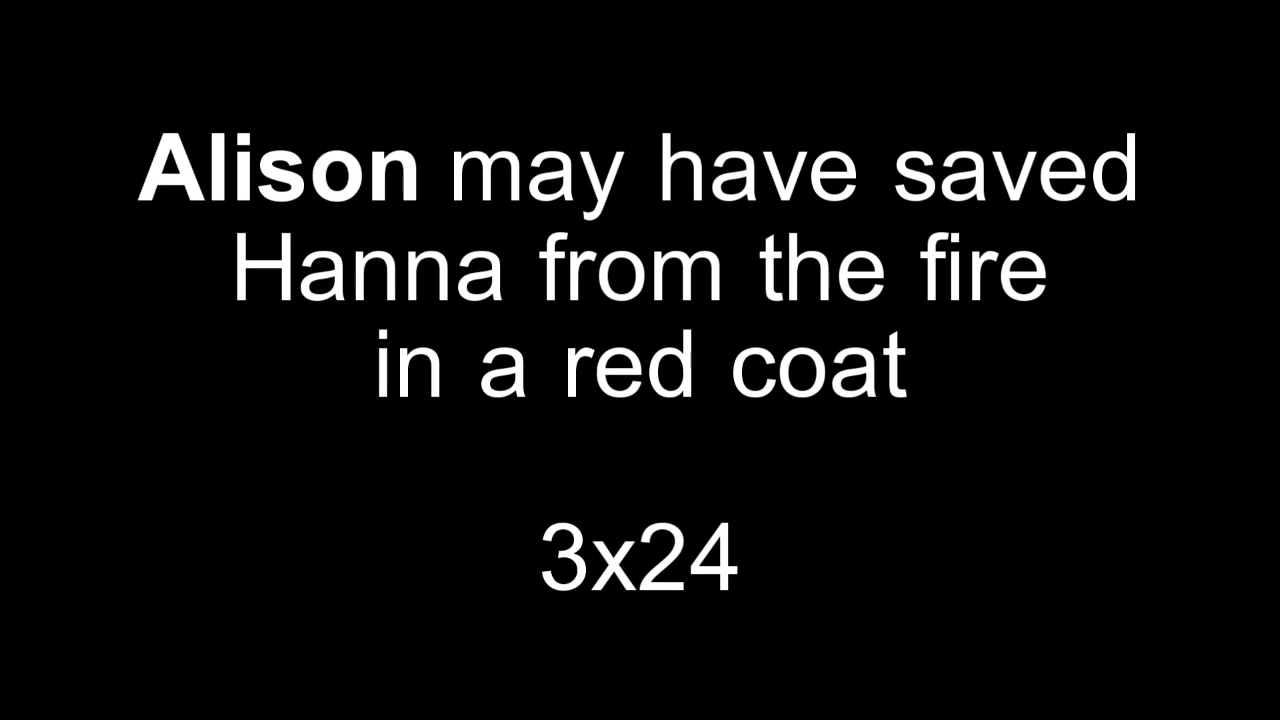 Alison may have saved
Hanna from the fire
in a red coat
3x24